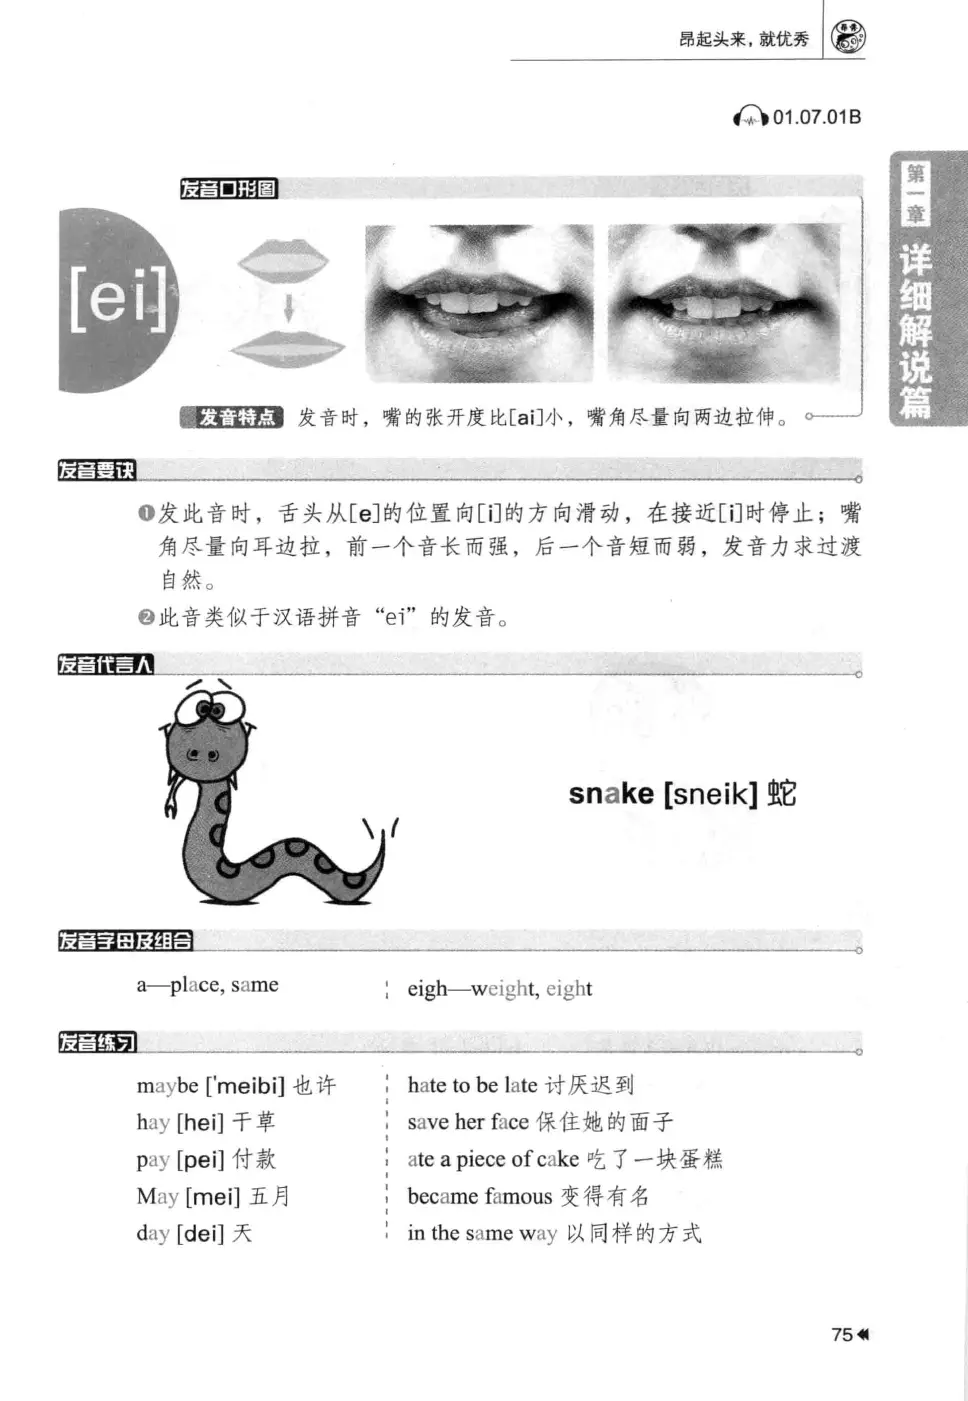 昂起头来，就优秀
01.07.01B
第一章 详细解说篇
发音口形图
[ei]
发音特点 发音时，嘴的张开度比[ai]小，嘴角尽量向两边拉伸。
发音要诀
❶发此音时，舌头从[e]的位置向[i]的方向滑动，在接近[i]时停止；嘴
角尽量向耳边拉，前一个音长而强，后一个音短而弱，发音力求过渡
自然。
❷此音类似于汉语拼音“ei”的发音。
发音代言人
snake [sneik] 蛇
发音字母及组合
a—place, same
eigh—weight, eight
发音练习
maybe ['meibi] 也许
hay [hei] 干草
pay [pei] 付款
May [mei] 五月
day [dei] 天
hate to be late 讨厌迟到
save her face 保住她的面子
ate a piece of cake 吃了一块蛋糕
became famous 变得有名
in the same way 以同样的方式
75